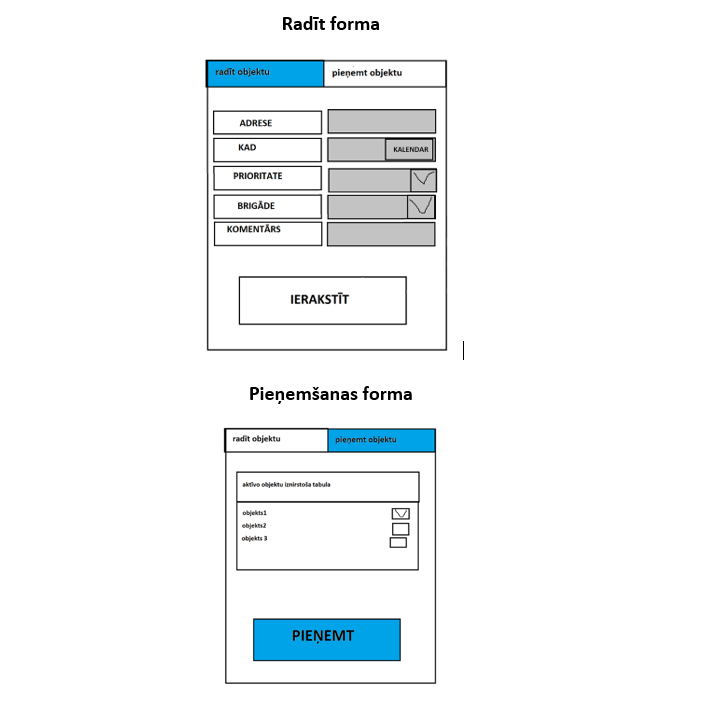 Radīt forma
radīt objektu
pieņemt objektu
ADRESE
KAD
KALENDAR
PRIORITATE
BRIGĀDE
KOMENTĀRS
IERAKSTĪT
Pieņemšanas forma
radīt objektu
pieņemt objektu
aktīvo objektu iznirstoša tabula
objekts1
objekts2
objekts 3
PIEŅEMT